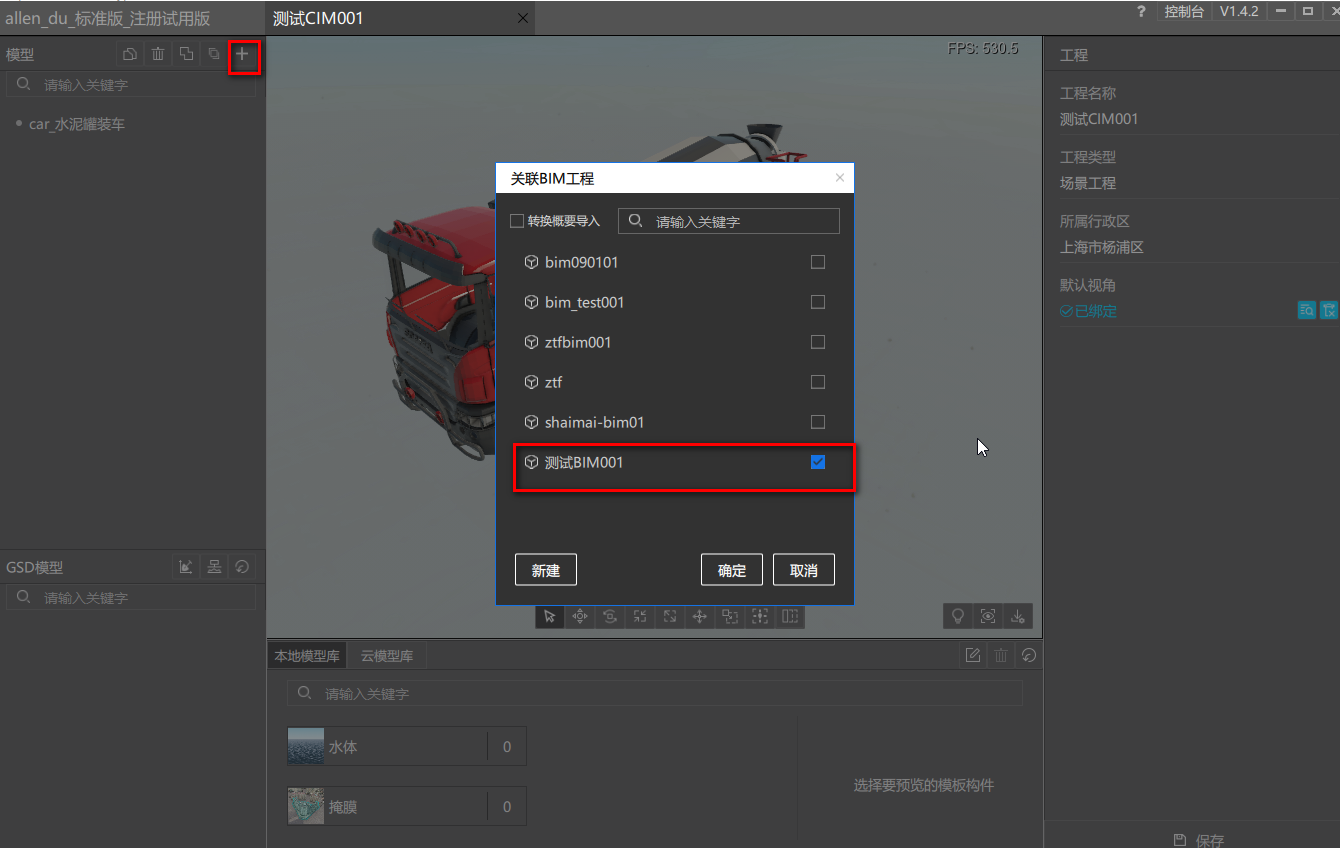 allen_du_标准版_注册试用版
测试CIM001
?
控制台
V1.4.2
模型
请输入关键字
car_水泥罐装车
FPS: 530.5
工程
工程名称
测试CIM001
工程类型
场景工程
所属行政区
上海市杨浦区
默认视角
已绑定
关联BIM工程
转换概要导入
请输入关键字
bim090101
bim_test001
ztfbim001
ztf
shaimai-bim01
测试BIM001
新建
确定
取消
GSD模型
请输入关键字
本地模型库
云模型库
请输入关键字
水体
0
掩膜
0
选择要预览的模板构件
保存